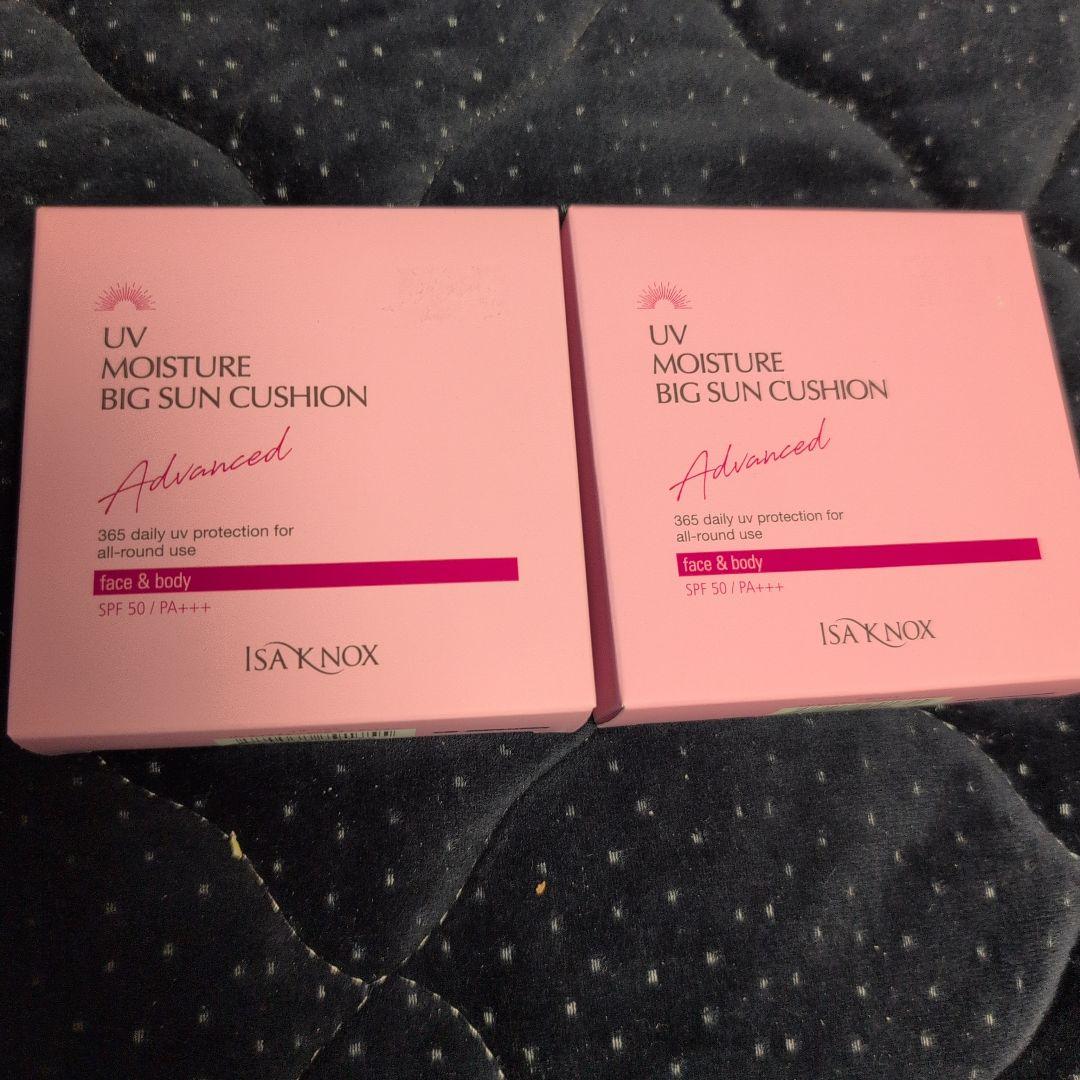 UV
MOISTURE
BIG SUN CUSHION
Advanced
365 daily uv protection for
all-round use
face & body
SPF 50 / PA+++
ISA KNOX
UV
MOISTURE
BIG SUN CUSHION
Advanced
365 daily uv protection for
all-round use
face & body
SPF 50 / PA+++
ISA KNOX